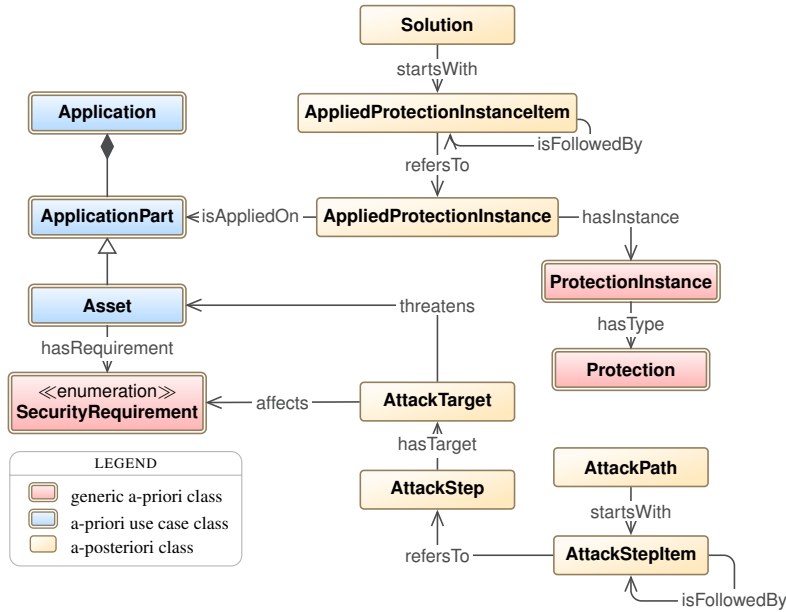 Solution
startsWith
Application
AppliedProtectionInstanceItem
isFollowedBy
refersTo
ApplicationPart
isAppliedOn
AppliedProtectionInstance
hasInstance
ProtectionInstance
Asset
threatens
hasType
hasRequirement
Protection
≪enumeration≫
SecurityRequirement
affects
AttackTarget
hasTarget
LEGEND
generic a-priori class
a-priori use case class
a-posteriori class
AttackStep
AttackPath
startsWith
refersTo
AttackStepItem
isFollowedBy